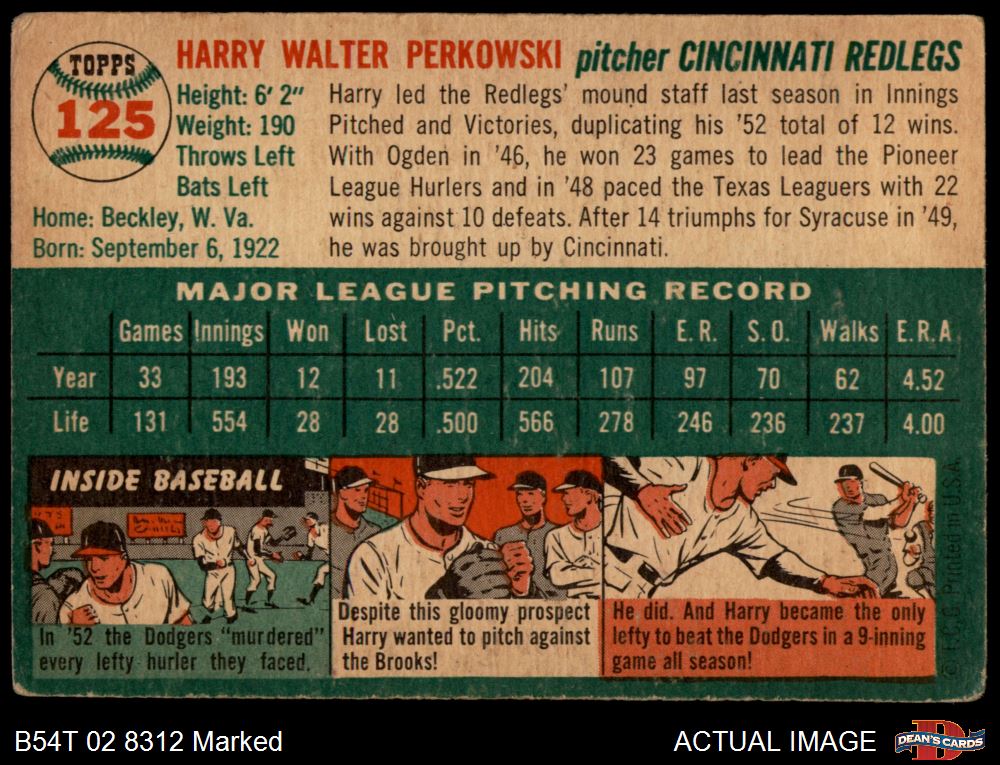 TOPPS
125
HARRY WALTER PERKOWSKI pitcher CINCINNATI REDLEGS
Height: 6' 2"
Weight: 190
Throws Left
Bats Left
Home: Beckley, W. Va.
Born: September 6, 1922
Harry led the Redlegs' mound staff last season in Innings
Pitched and Victories, duplicating his '52 total of 12 wins.
With Ogden in '46, he won 23 games to lead the Pioneer
League Hurlers and in '48 paced the Texas Leaguers with 22
wins against 10 defeats. After 14 triumphs for Syracuse in '49,
he was brought up by Cincinnati.
MAJOR LEAGUE PITCHING RECORD
Games Innings Won Lost Pct. Hits Runs E. R. S. O. Walks E.R.A
Year 33 193 12 11 .522 204 107 97 70 62 4.52
Life 131 554 28 28 .500 566 278 246 236 237 4.00
INSIDE BASEBALL
In '52 the Dodgers "murdered"
every lefty hurler they faced.
Despite this gloomy prospect
Harry wanted to pitch against
the Brooks!
He did. And Harry became the only
lefty to beat the Dodgers in a 9-inning
game all season!
© T.C.G. Printed in U.S.A.
B54T 02 8312 Marked
ACTUAL IMAGE
DEAN'S CARDS